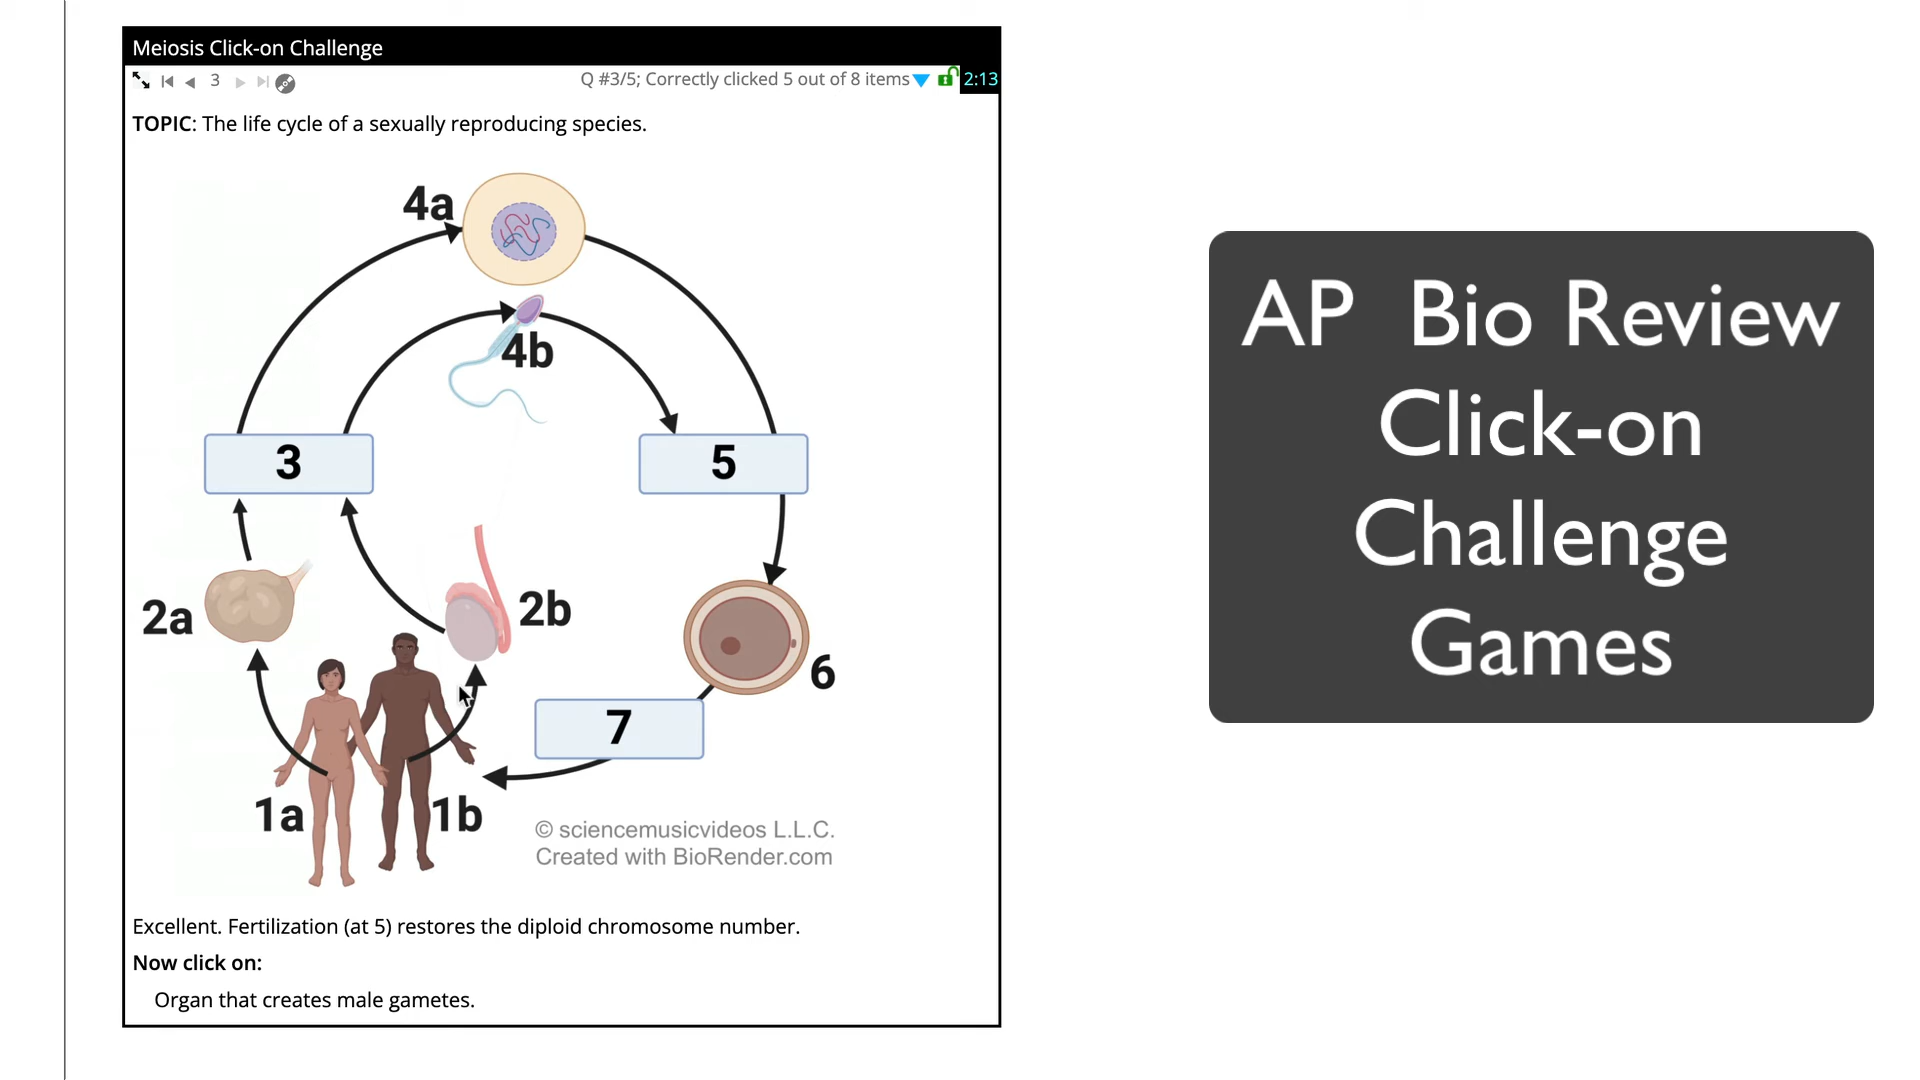 Meiosis Click-on Challenge
3
Q #3/5; Correctly clicked 5 out of 8 items
2:13
TOPIC: The life cycle of a sexually reproducing species.
4a
4b
3
5
2a
2b
6
7
1a
1b
© sciencemusicvideos L.L.C.
Created with BioRender.com
Excellent. Fertilization (at 5) restores the diploid chromosome number.
Now click on:
Organ that creates male gametes.
AP Bio Review
Click-on
Challenge
Games